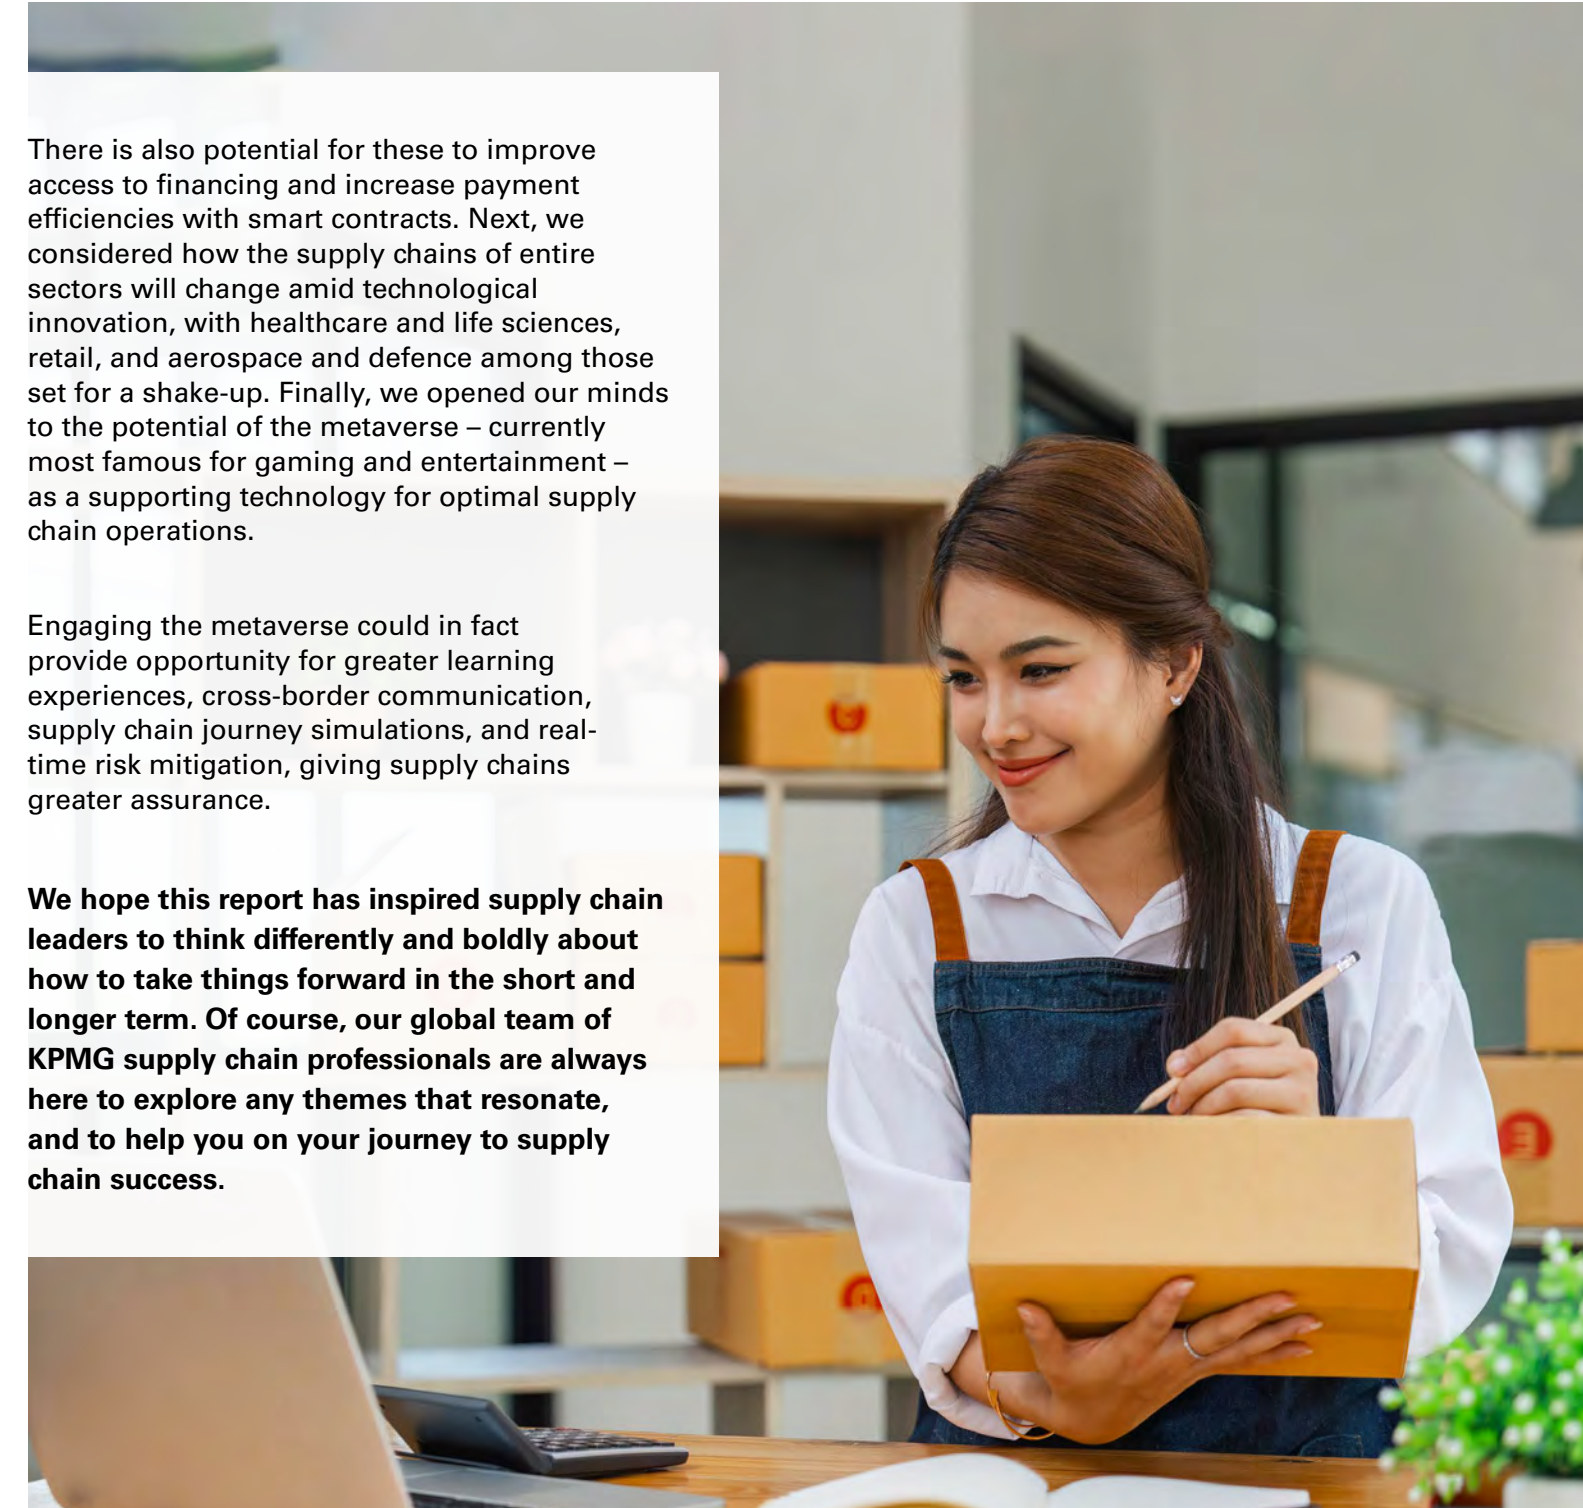 There is also potential for these to improve
access to financing and increase payment
efficiencies with smart contracts. Next, we
considered how the supply chains of entire
sectors will change amid technological
innovation, with healthcare and life sciences,
retail, and aerospace and defence among those
set for a shake-up. Finally, we opened our minds
to the potential of the metaverse – currently
most famous for gaming and entertainment –
as a supporting technology for optimal supply
chain operations.
Engaging the metaverse could in fact
provide opportunity for greater learning
experiences, cross-border communication,
supply chain journey simulations, and real-
time risk mitigation, giving supply chains
greater assurance.
We hope this report has inspired supply chain
leaders to think differently and boldly about
how to take things forward in the short and
longer term. Of course, our global team of
KPMG supply chain professionals are always
here to explore any themes that resonate,
and to help you on your journey to supply
chain success.